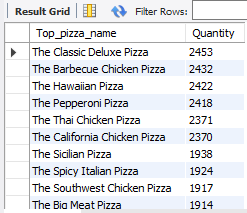 Result Grid Filter Rows:
Top_pizza_name Quantity
The Classic Deluxe Pizza 2453
The Barbecue Chicken Pizza 2432
The Hawaiian Pizza 2422
The Pepperoni Pizza 2418
The Thai Chicken Pizza 2371
The California Chicken Pizza 2370
The Sicilian Pizza 1938
The Spicy Italian Pizza 1924
The Southwest Chicken Pizza 1917
The Big Meat Pizza 1914